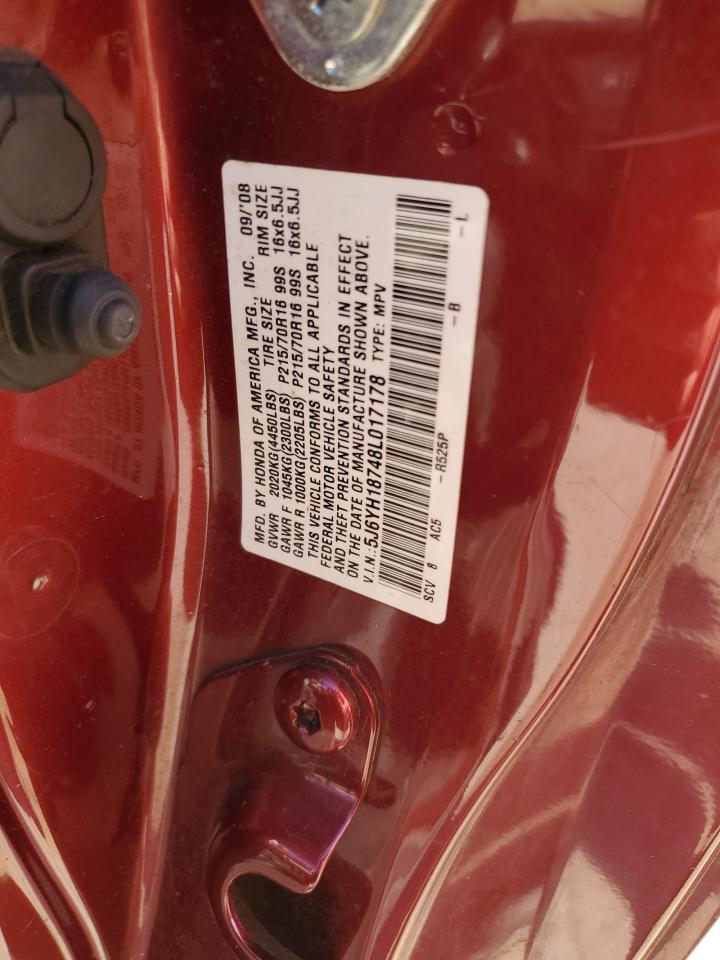 MFD. BY HONDA OF AMERICA MFG., INC. 09/'08
GVWR 2020KG(4450LBS) TIRE SIZE RIM SIZE
GAWR F 1045KG(2300LBS) P215/70R16 99S 16x6.5JJ
GAWR R 1000KG(2205LBS) P215/70R16 99S 16x6.5JJ
THIS VEHICLE CONFORMS TO ALL APPLICABLE
FEDERAL MOTOR VEHICLE SAFETY
AND THEFT PREVENTION STANDARDS IN EFFECT
ON THE DATE OF MANUFACTURE SHOWN ABOVE.
V.I.N.: 5J6YH18748L017178 TYPE: MPV
SCV 8 AC5 -R525P -B -L